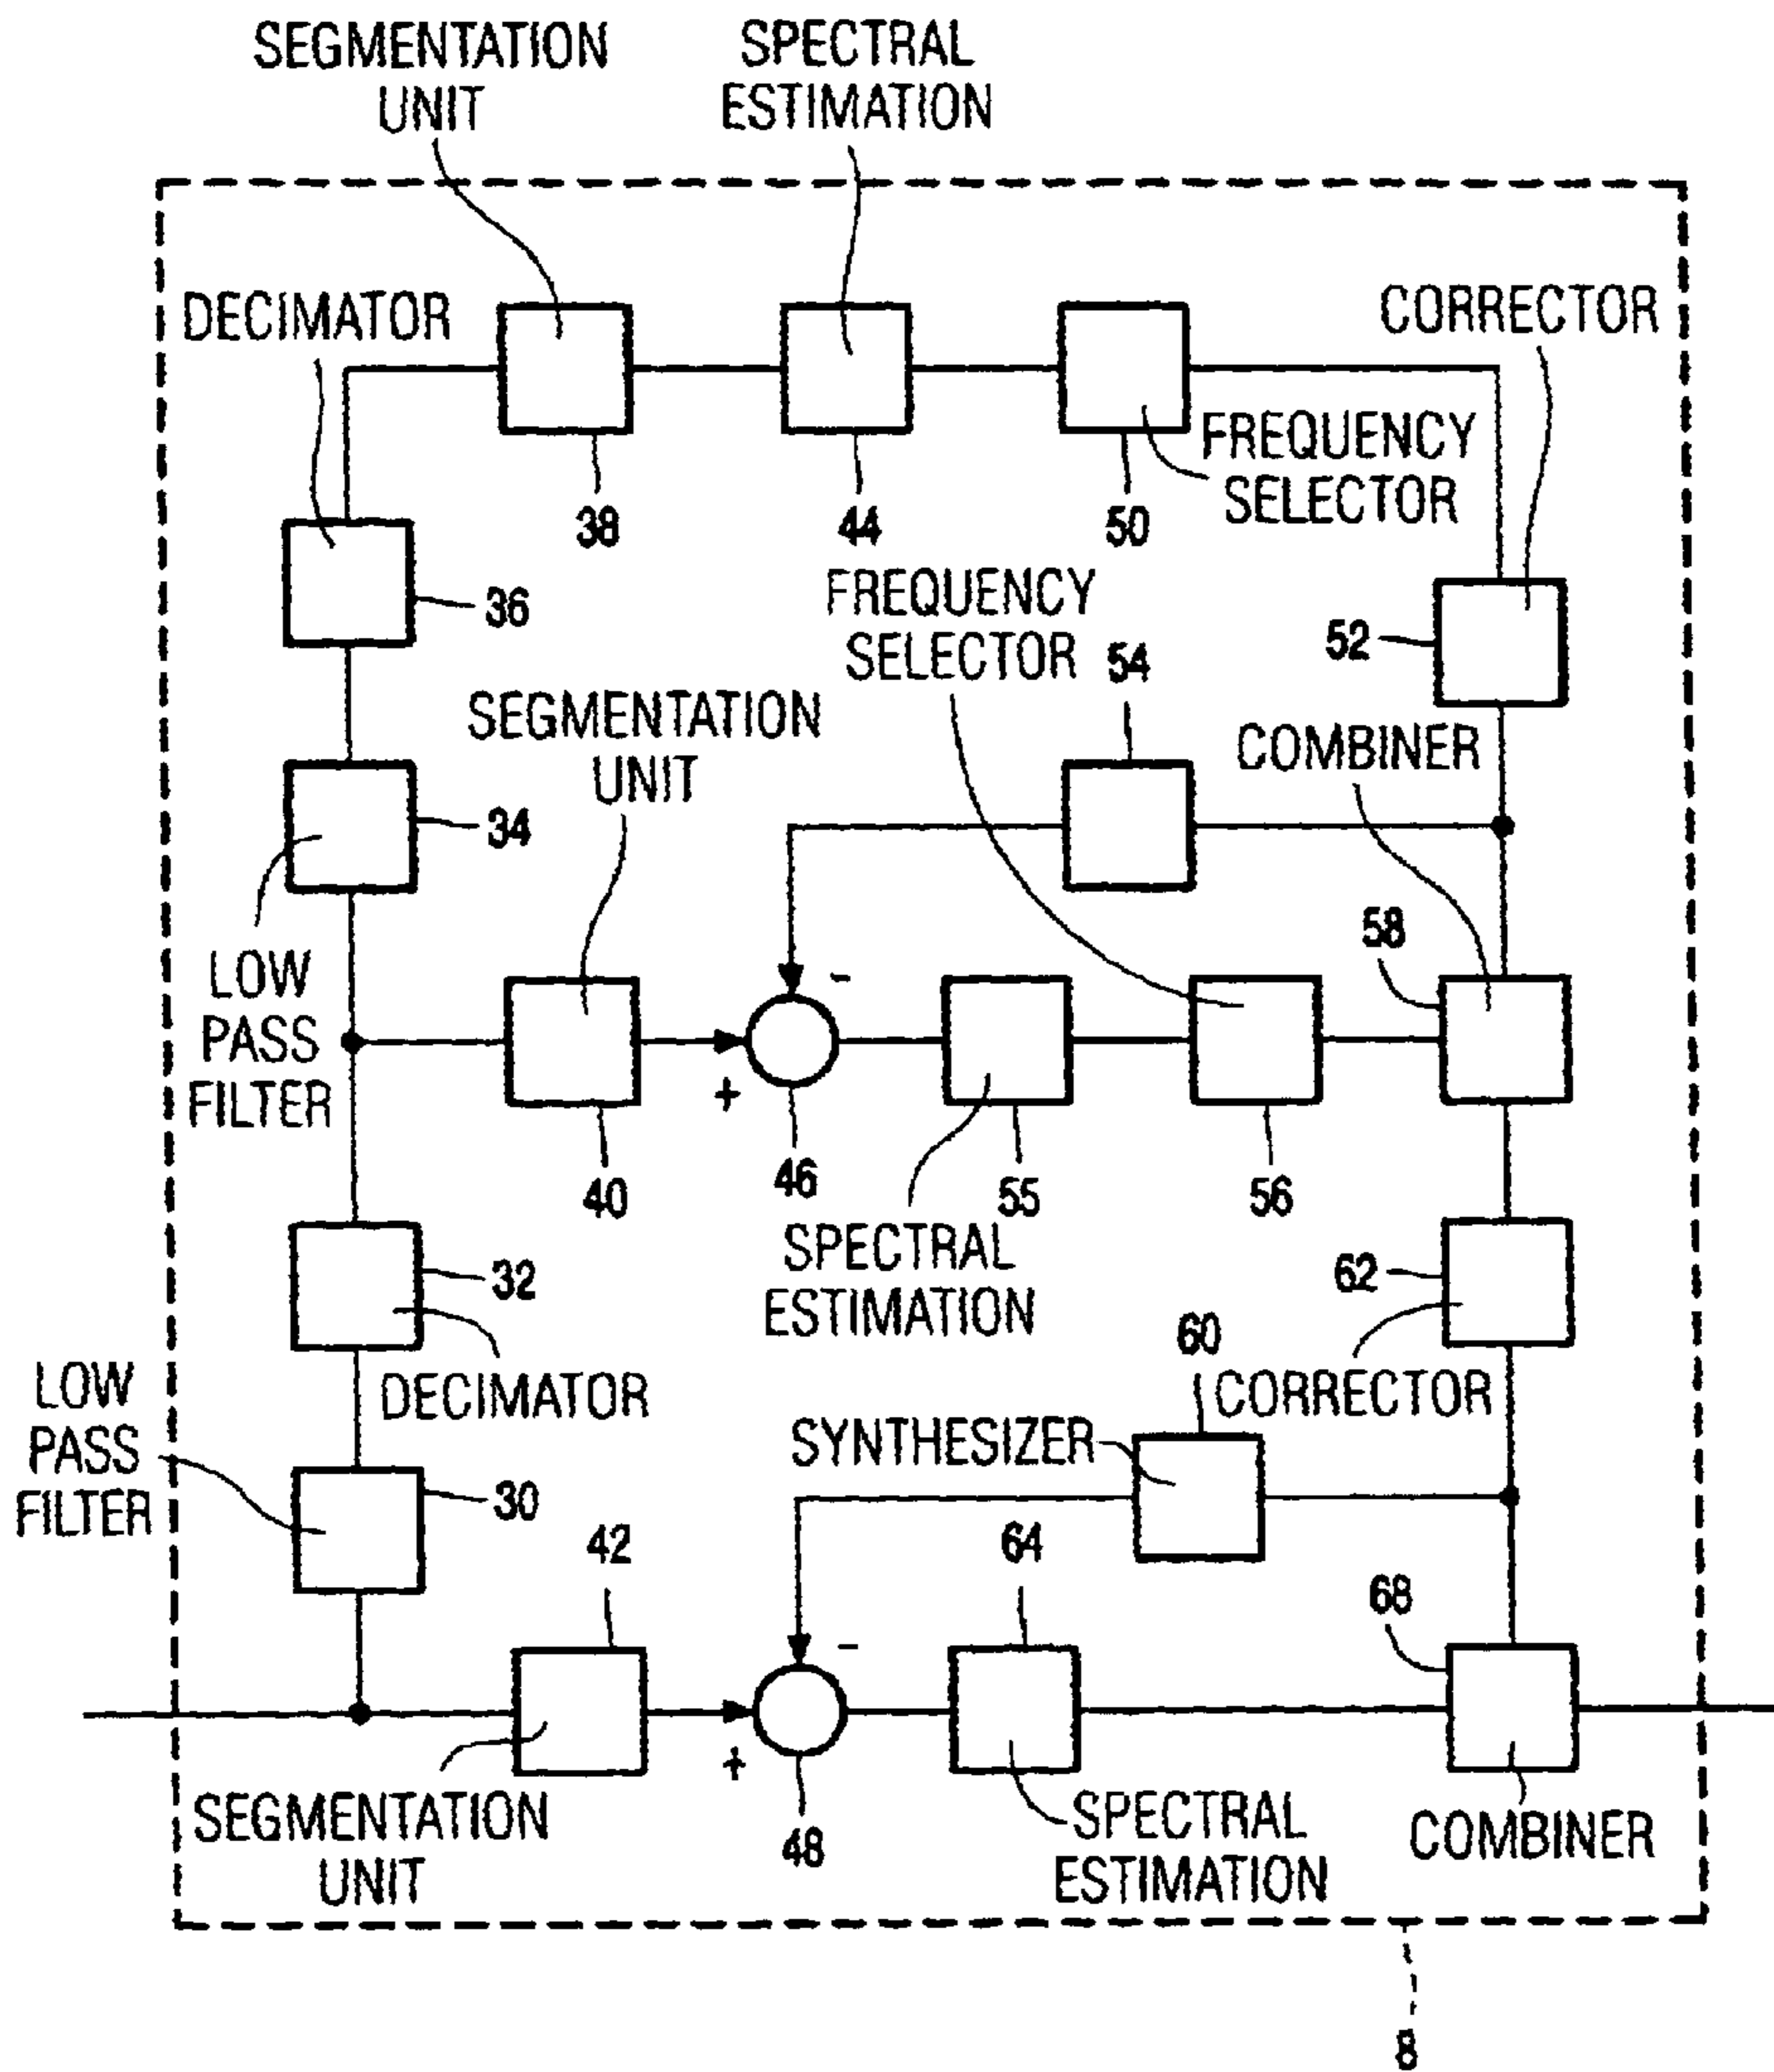 SEGMENTATION
UNIT
SPECTRAL
ESTIMATION
DECIMATOR
CORRECTOR
FREQUENCY
SELECTOR
38
44
50
36
FREQUENCY
SELECTOR
52
54
SEGMENTATION
UNIT
COMBINER
34
LOW
PASS
FILTER
58
-
+
40
46
55
56
SPECTRAL
ESTIMATION
32
62
DECIMATOR
60
CORRECTOR
LOW
PASS
FILTER
SYNTHESIZER
30
42
64
68
-
+
SEGMENTATION
UNIT
48
SPECTRAL
ESTIMATION
COMBINER
8